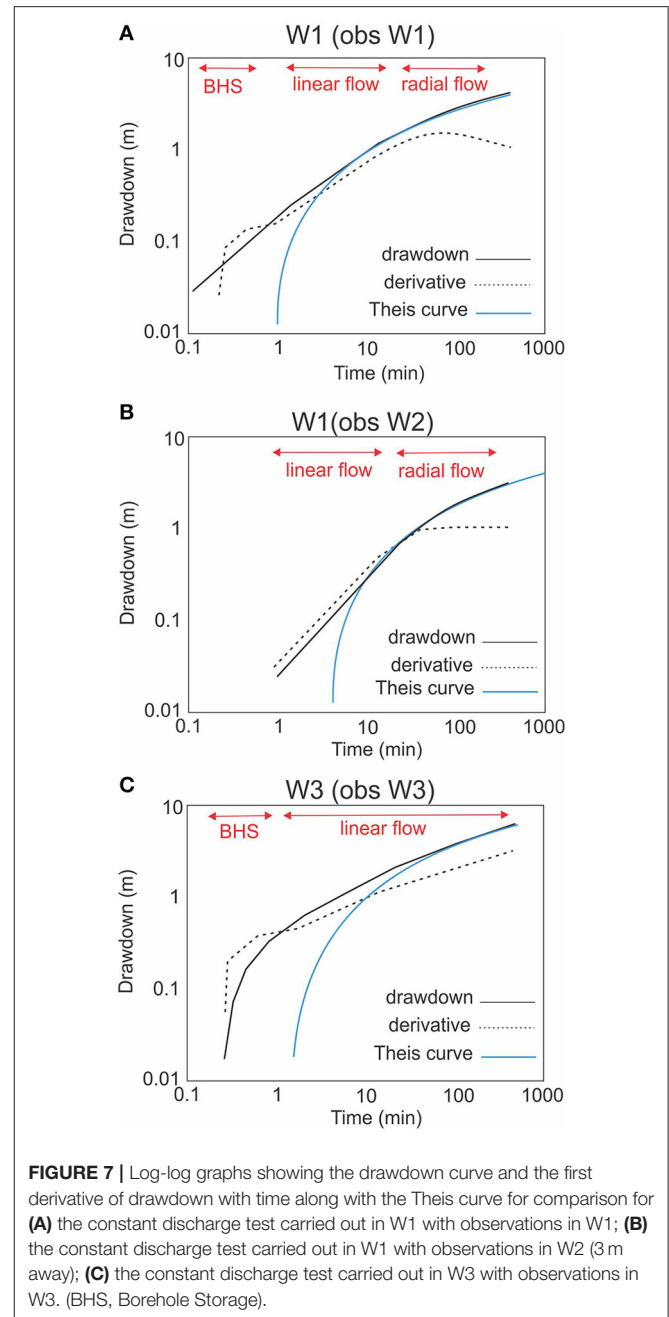 A
W1 (obs W1)
10
BHS
linear flow
radial flow
1
Drawdown (m)
0.1
drawdown
derivative
Theis curve
0.01
0.1
1
10
100
1000
Time (min)
B
W1(obs W2)
10
linear flow
radial flow
1
Drawdown (m)
0.1
drawdown
derivative
Theis curve
0.01
0.1
1
10
100
1000
Time (min)
C
W3 (obs W3)
10
BHS
linear flow
1
Drawdown (m)
0.1
drawdown
derivative
Theis curve
0.01
0.1
1
10
100
1000
Time (min)
FIGURE 7 | Log-log graphs showing the drawdown curve and the first
derivative of drawdown with time along with the Theis curve for comparison for
(A) the constant discharge test carried out in W1 with observations in W1; (B)
the constant discharge test carried out in W1 with observations in W2 (3 m
away); (C) the constant discharge test carried out in W3 with observations in
W3. (BHS, Borehole Storage).